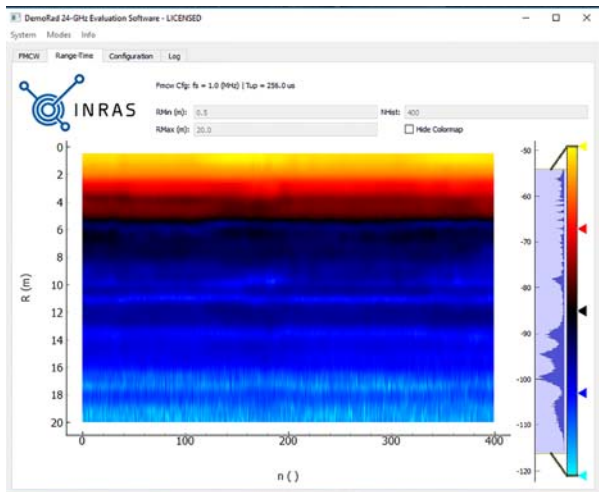 DemoRad 24-GHz Evaluation Software - LICENSED
System Modes Info
FMCW Range-Time Configuration Log
INRAS
Fmcw Cfg: fs = 1.0 (MHz) | Tup = 256.0 us
RMin (m): 0.5 NHist: 400
RMax (m): 20.0 Hide Colormap
0
2
4
6
8
10
12
14
16
18
20
R (m)
0 100 200 300 400
n ( )
-50
-60
-70
-80
-90
-100
-110
-120